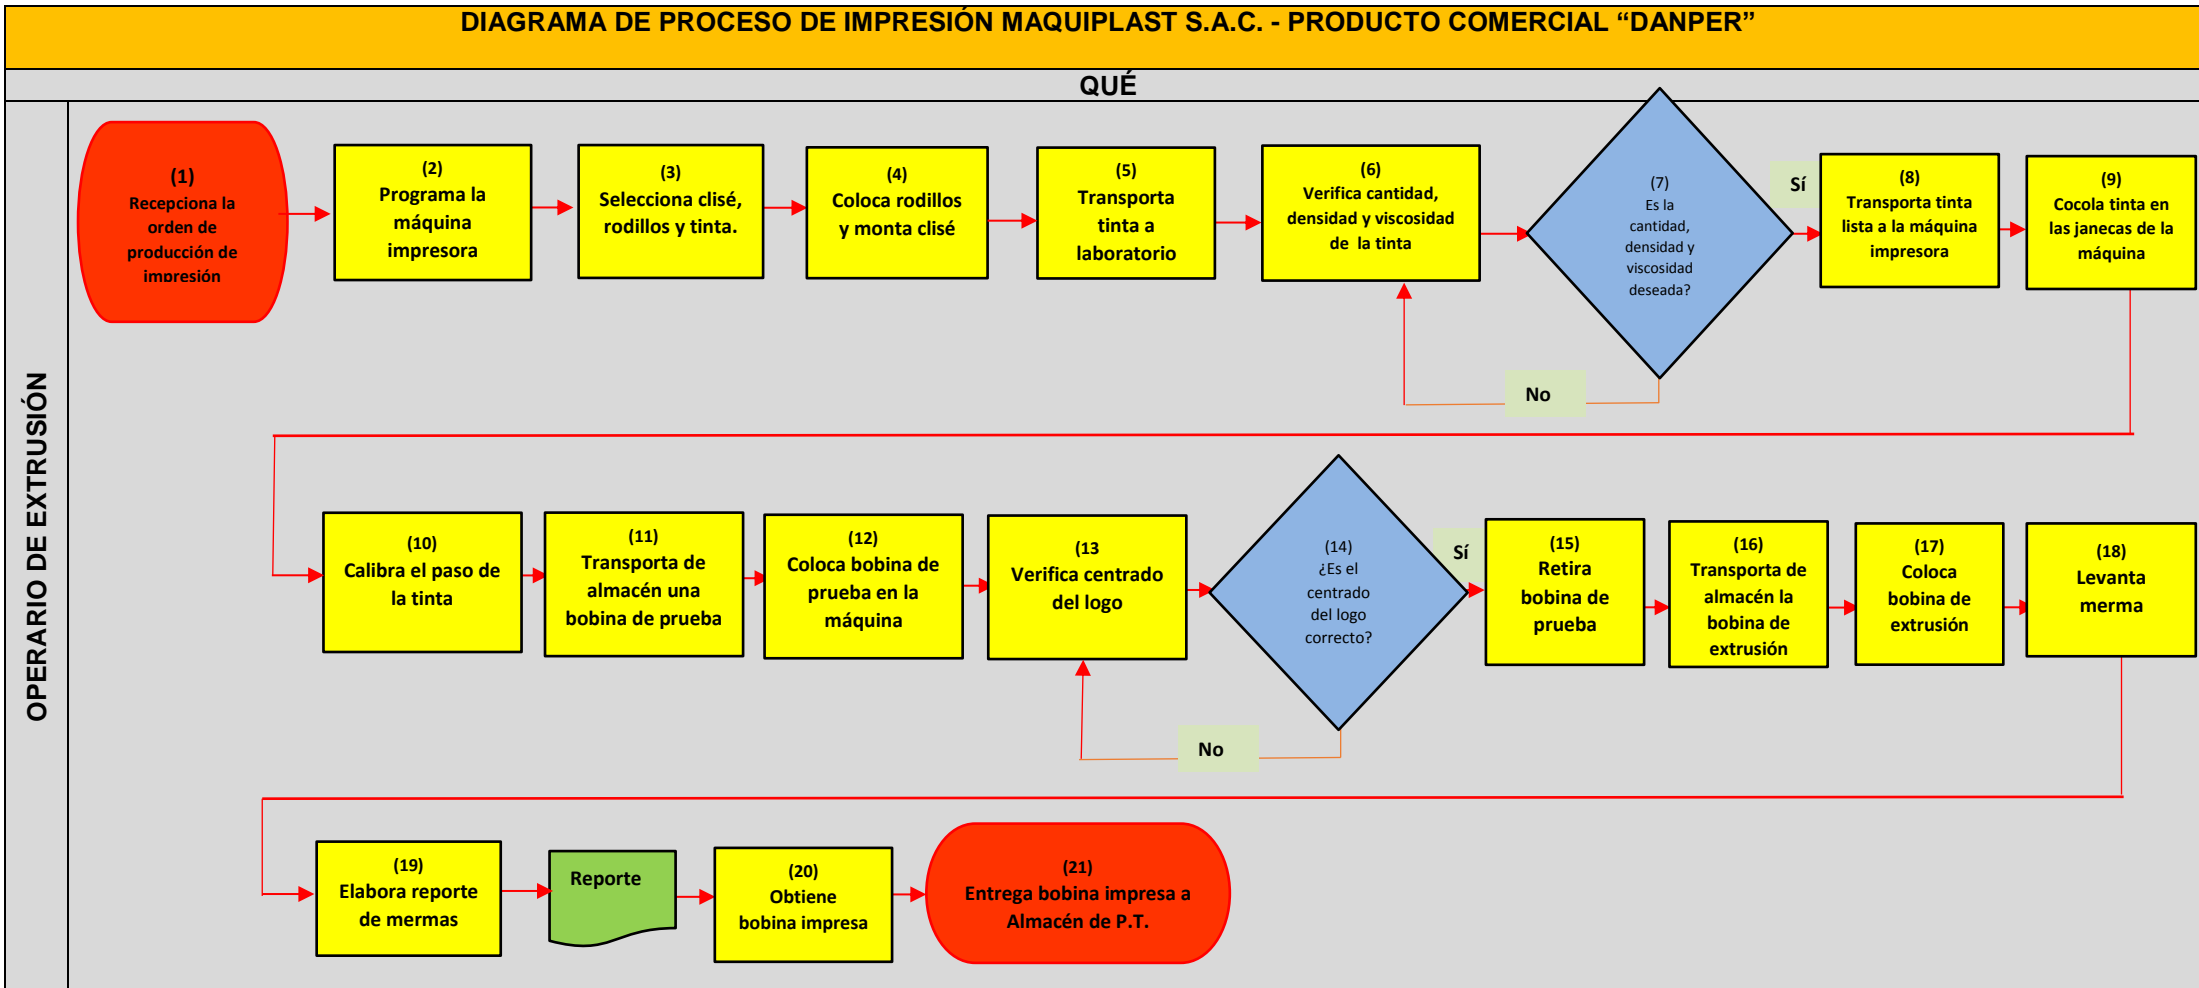 DIAGRAMA DE PROCESO DE IMPRESIÓN MAQUIPLAST S.A.C. - PRODUCTO COMERCIAL “DANPER”
QUÉ
OPERARIO DE EXTRUSIÓN
(1)
Recepciona la
orden de
producción de
impresión
(2)
Programa la
máquina
impresora
(3)
Selecciona clisé,
rodillos y tinta.
(4)
Coloca rodillos
y monta clisé
(5)
Transporta
tinta a
laboratorio
(6)
Verifica cantidad,
densidad y viscosidad
de la tinta
(7)
Es la
cantidad,
densidad y
viscosidad
deseada?
Sí
No
(8)
Transporta tinta
lista a la máquina
impresora
(9)
Cocola tinta en
las janecas de la
máquina
(10)
Calibra el paso de
la tinta
(11)
Transporta de
almacén una
bobina de prueba
(12)
Coloca bobina de
prueba en la
máquina
(13
Verifica centrado
del logo
(14)
¿Es el
centrado
del logo
correcto?
Sí
No
(15)
Retira
bobina de
prueba
(16)
Transporta de
almacén la
bobina de
extrusión
(17)
Coloca
bobina de
extrusión
(18)
Levanta
merma
(19)
Elabora reporte
de mermas
Reporte
(20)
Obtiene
bobina impresa
(21)
Entrega bobina impresa a
Almacén de P.T.